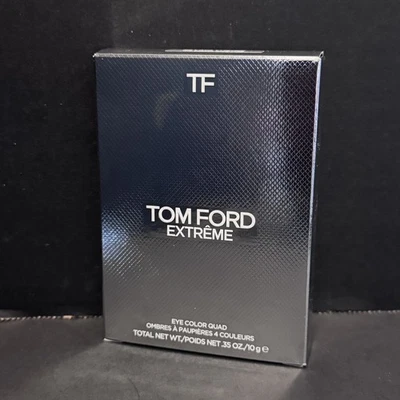 TF
TOM FORD
EXTRÊME
EYE COLOR QUAD
OMBRES À PAUPIÈRES 4 COULEURS
TOTAL NET WT./POIDS NET .35 OZ./10 g ℮